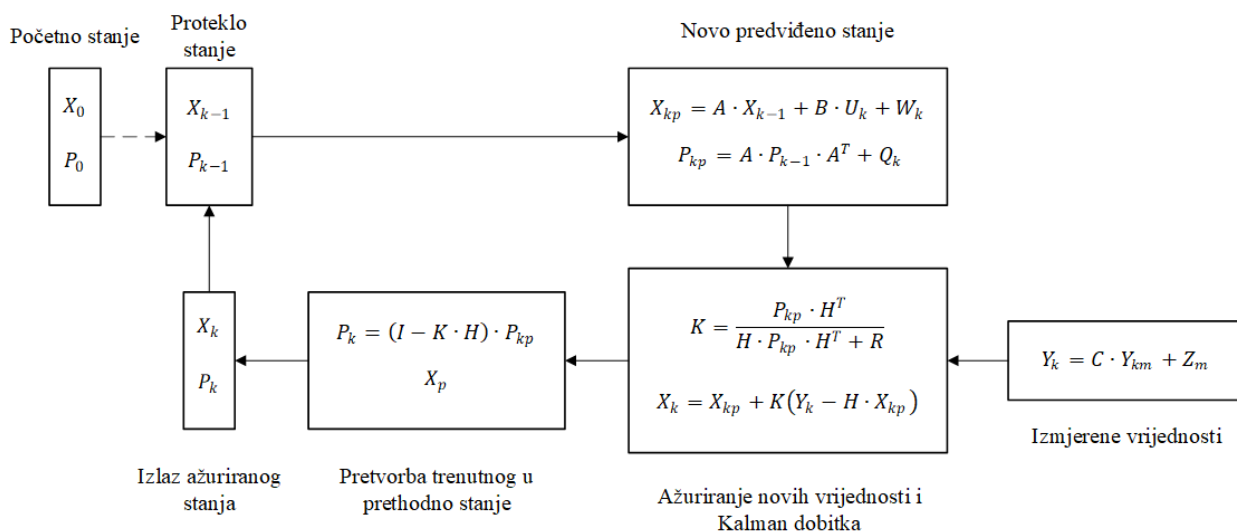 Početno stanje
Proteklo
stanje
Novo predviđeno stanje
X_0
P_0
X_{k−1}
P_{k−1}
X_{kp} = A · X_{k−1} + B · U_k + W_k
P_{kp} = A · P_{k−1} · A^T + Q_k
X_k
P_k
P_k = (I − K · H) · P_{kp}
X_p
K = \frac{P_{kp} · H^T}{H · P_{kp} · H^T + R}
X_k = X_{kp} + K(Y_k − H · X_{kp})
Y_k = C · Y_{km} + Z_m
Izmjerene vrijednosti
Izlaz ažuriranog
stanja
Pretvorba trenutnog u
prethodno stanje
Ažuriranje novih vrijednosti i
Kalman dobitka